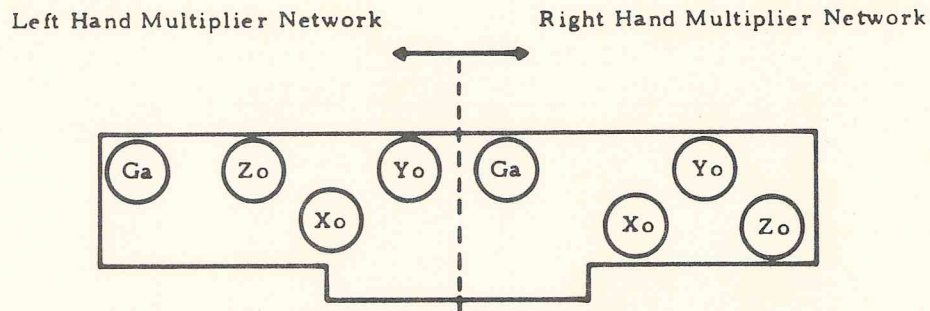 Left Hand Multiplier Network Right Hand Multiplier Network
Ga Zo Yo Ga Yo
Xo Xo Zo